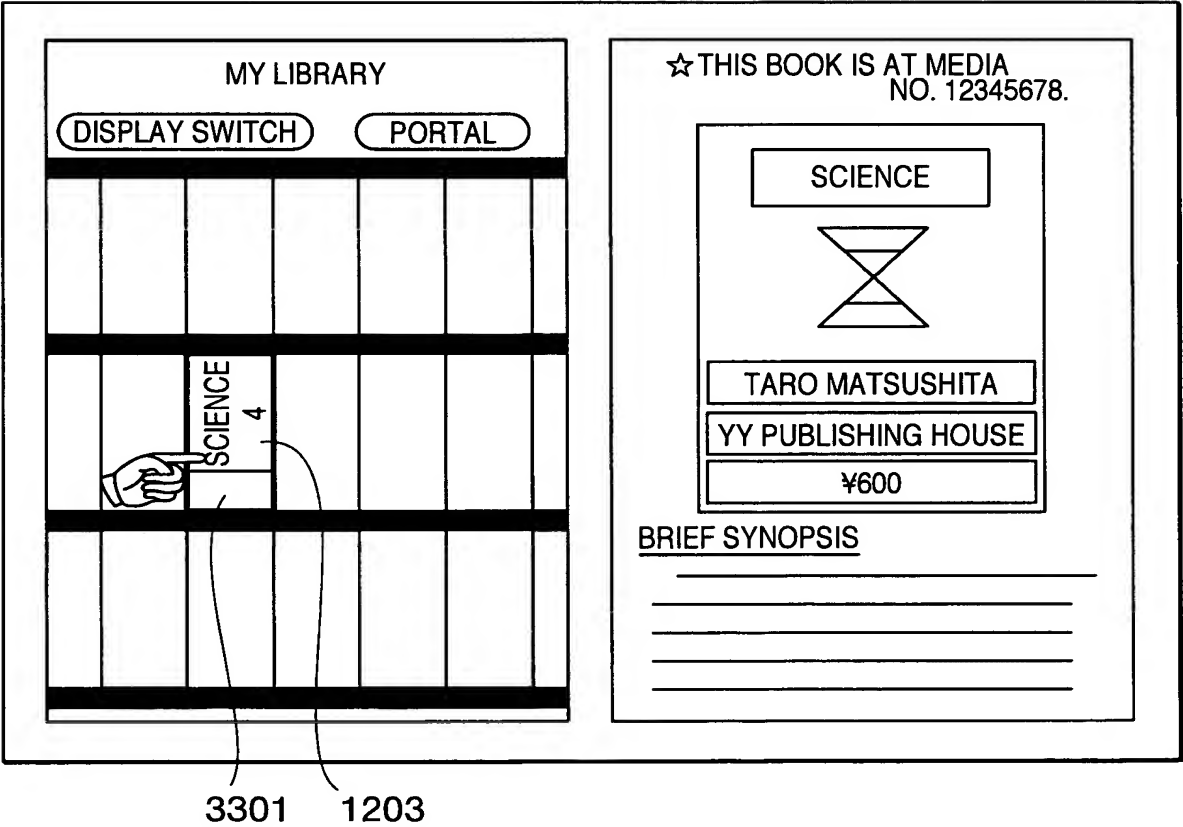 MY LIBRARY
DISPLAY SWITCH
PORTAL
SCIENCE
4
☆THIS BOOK IS AT MEDIA
NO. 12345678.
SCIENCE
TARO MATSUSHITA
YY PUBLISHING HOUSE
¥600
BRIEF SYNOPSIS
3301
1203